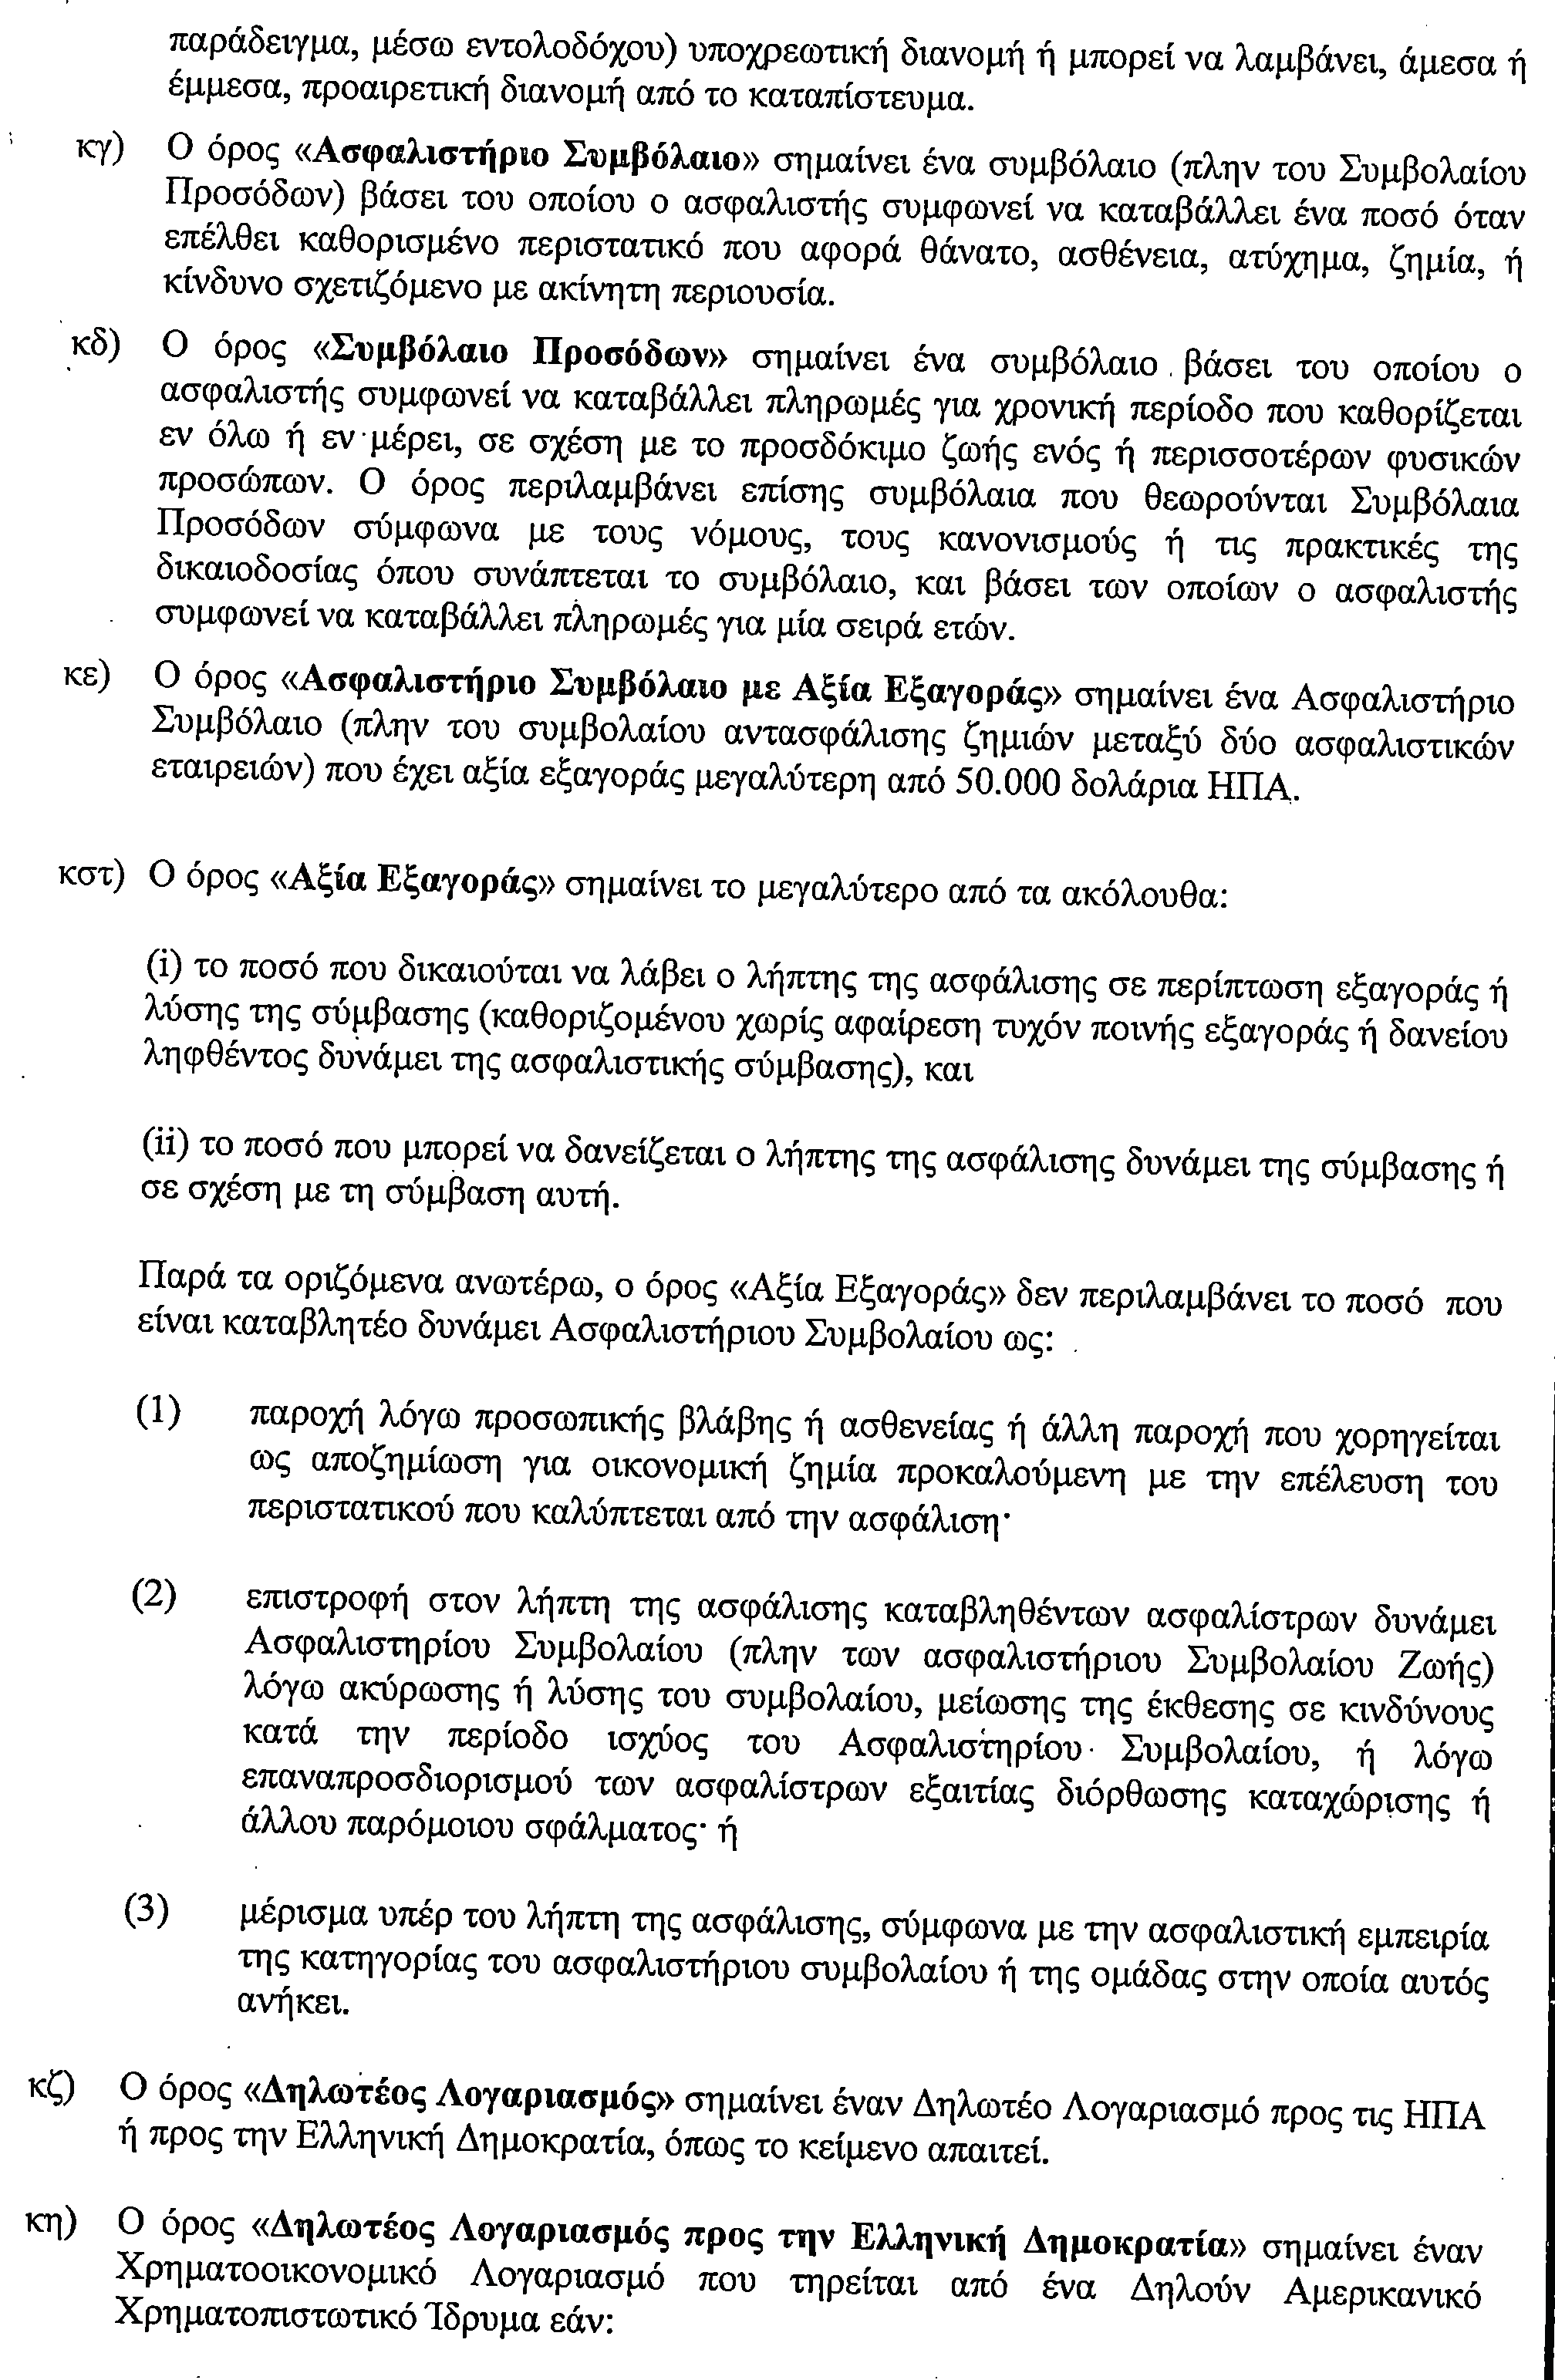 παράδειγμα, μέσω εντολοδόχου) υποχρεωτική διανομή ή μπορεί να λαμβάνει, άμεσα ή
έμμεσα, προαιρετική διανομή από το καταπίστευμα.
κγ) Ο όρος «Ασφαλιστήριο Συμβόλαιο» σημαίνει ένα συμβόλαιο (πλην του Συμβολαίου
Προσόδων) βάσει του οποίου ο ασφαλιστής συμφωνεί να καταβάλλει ένα ποσό όταν
επέλθει καθορισμένο περιστατικό που αφορά θάνατο, ασθένεια, ατύχημα, ζημία, ή
κίνδυνο σχετιζόμενο με ακίνητη περιουσία.
κδ) Ο όρος «Συμβόλαιο Προσόδων» σημαίνει ένα συμβόλαιο βάσει του οποίου ο
ασφαλιστής συμφωνεί να καταβάλλει πληρωμές για χρονική περίοδο που καθορίζεται
εν όλω ή εν μέρει, σε σχέση με το προσδόκιμο ζωής ενός ή περισσοτέρων φυσικών
προσώπων. Ο όρος περιλαμβάνει επίσης συμβόλαια που θεωρούνται Συμβόλαια
Προσόδων σύμφωνα με τους νόμους, τους κανονισμούς ή τις πρακτικές της
δικαιοδοσίας όπου συνάπτεται το συμβόλαιο, και βάσει των οποίων ο ασφαλιστής
συμφωνεί να καταβάλλει πληρωμές για μία σειρά ετών.
κε) Ο όρος «Ασφαλιστήριο Συμβόλαιο με Αξία Εξαγοράς» σημαίνει ένα Ασφαλιστήριο
Συμβόλαιο (πλην του συμβολαίου αντασφάλισης ζημιών μεταξύ δύο ασφαλιστικών
εταιρειών) που έχει αξία εξαγοράς μεγαλύτερη από 50.000 δολάρια ΗΠΑ.
κστ) Ο όρος «Αξία Εξαγοράς» σημαίνει το μεγαλύτερο από τα ακόλουθα:
(i) το ποσό που δικαιούται να λάβει ο λήπτης της ασφάλισης σε περίπτωση εξαγοράς ή
λύσης της σύμβασης (καθοριζομένου χωρίς αφαίρεση τυχόν ποινής εξαγοράς ή δανείου
ληφθέντος δυνάμει της ασφαλιστικής σύμβασης), και
(ii) το ποσό που μπορεί να δανείζεται ο λήπτης της ασφάλισης δυνάμει της σύμβασης ή
σε σχέση με τη σύμβαση αυτή.
Παρά τα οριζόμενα ανωτέρω, ο όρος «Αξία Εξαγοράς» δεν περιλαμβάνει το ποσό που
είναι καταβλητέο δυνάμει Ασφαλιστήριου Συμβολαίου ως:
(1) παροχή λόγω προσωπικής βλάβης ή ασθενείας ή άλλη παροχή που χορηγείται
ως αποζημίωση για οικονομική ζημία προκαλούμενη με την επέλευση του
περιστατικού που καλύπτεται από την ασφάλιση·
(2) επιστροφή στον λήπτη της ασφάλισης καταβληθέντων ασφαλίστρων δυνάμει
Ασφαλιστηρίου Συμβολαίου (πλην των ασφαλιστήριου Συμβολαίου Ζωής)
λόγω ακύρωσης ή λύσης του συμβολαίου, μείωσης της έκθεσης σε κινδύνους
κατά την περίοδο ισχύος του Ασφαλιστηρίου Συμβολαίου, ή λόγω
επαναπροσδιορισμού των ασφαλίστρων εξαιτίας διόρθωσης καταχώρισης ή
άλλου παρόμοιου σφάλματος· ή
(3) μέρισμα υπέρ του λήπτη της ασφάλισης, σύμφωνα με την ασφαλιστική εμπειρία
της κατηγορίας του ασφαλιστήριου συμβολαίου ή της ομάδας στην οποία αυτός
ανήκει.
κζ) Ο όρος «Δηλωτέος Λογαριασμός» σημαίνει έναν Δηλωτέο Λογαριασμό προς τις ΗΠΑ
ή προς την Ελληνική Δημοκρατία, όπως το κείμενο απαιτεί.
κη) Ο όρος «Δηλωτέος Λογαριασμός προς την Ελληνική Δημοκρατία» σημαίνει έναν
Χρηματοοικονομικό Λογαριασμό που τηρείται από ένα Δηλούν Αμερικανικό
Χρηματοπιστωτικό Ίδρυμα εάν: